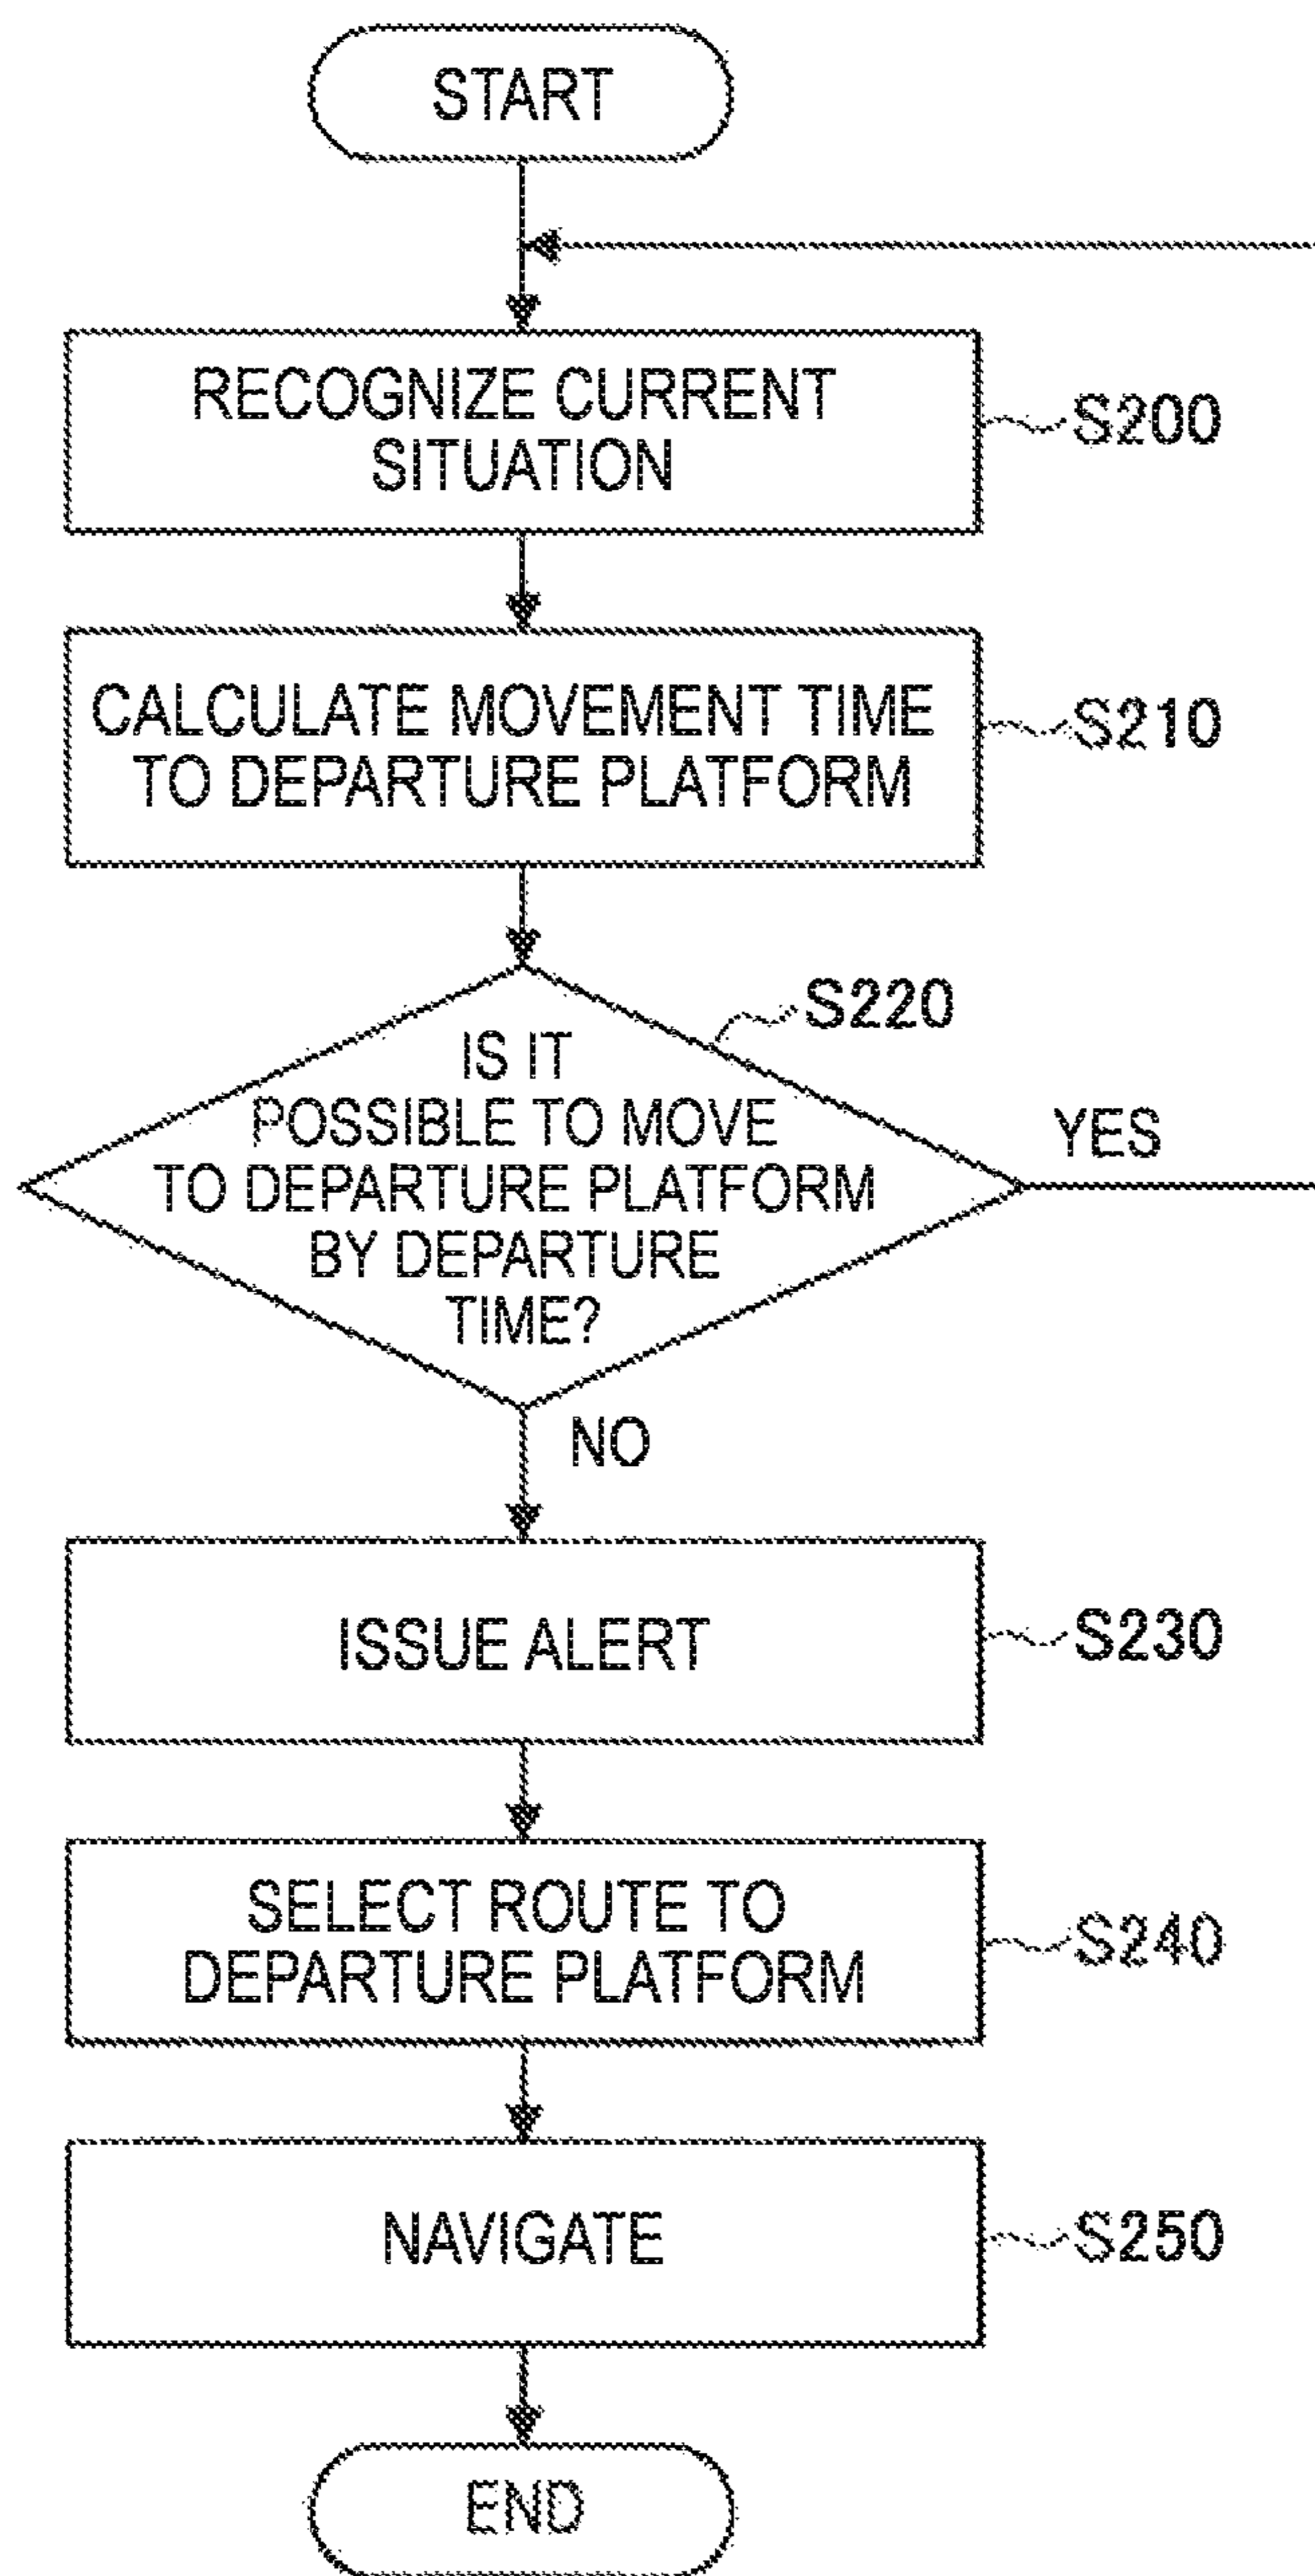 START
RECOGNIZE CURRENT
SITUATION
S200
CALCULATE MOVEMENT TIME
TO DEPARTURE PLATFORM
S210
S220
IS IT
POSSIBLE TO MOVE
TO DEPARTURE PLATFORM
BY DEPARTURE
TIME?
YES
NO
ISSUE ALERT
S230
SELECT ROUTE TO
DEPARTURE PLATFORM
S240
NAVIGATE
S250
END